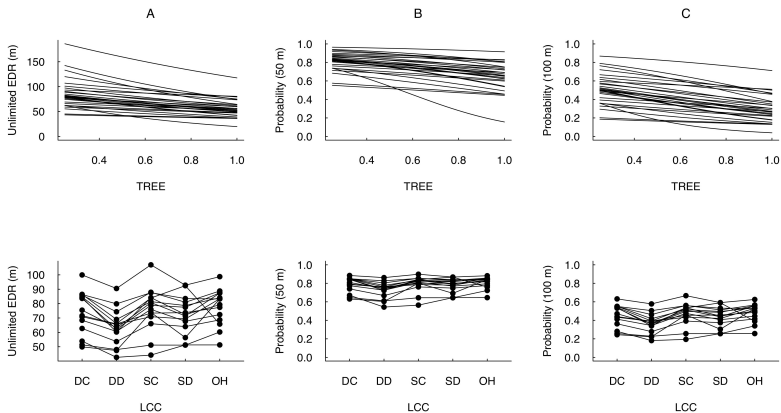 A B C
Unlimited EDR (m)
150
100
50
0
0.4 0.6 0.8 1.0
TREE
Probability (50 m)
1.0
0.8
0.6
0.4
0.2
0.0
0.4 0.6 0.8 1.0
TREE
Probability (100 m)
1.0
0.8
0.6
0.4
0.2
0.0
0.4 0.6 0.8 1.0
TREE
Unlimited EDR (m)
100
90
80
70
60
50
DC DD SC SD OH
LCC
Probability (50 m)
1.0
0.8
0.6
0.4
0.2
0.0
DC DD SC SD OH
LCC
Probability (100 m)
1.0
0.8
0.6
0.4
0.2
0.0
DC DD SC SD OH
LCC